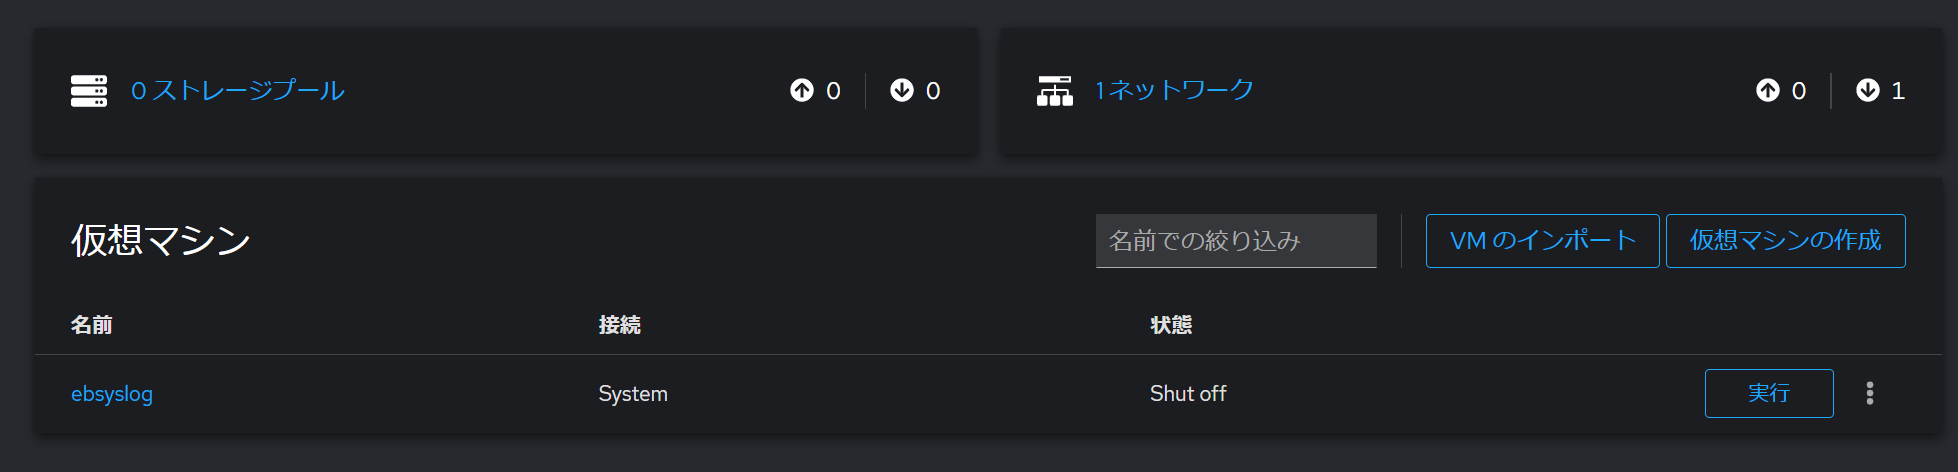 0 ストレージプール 0 0
1 ネットワーク 0 1
仮想マシン 名前での絞り込み VM のインポート 仮想マシンの作成
名前 接続 状態
ebsyslog System Shut off 実行